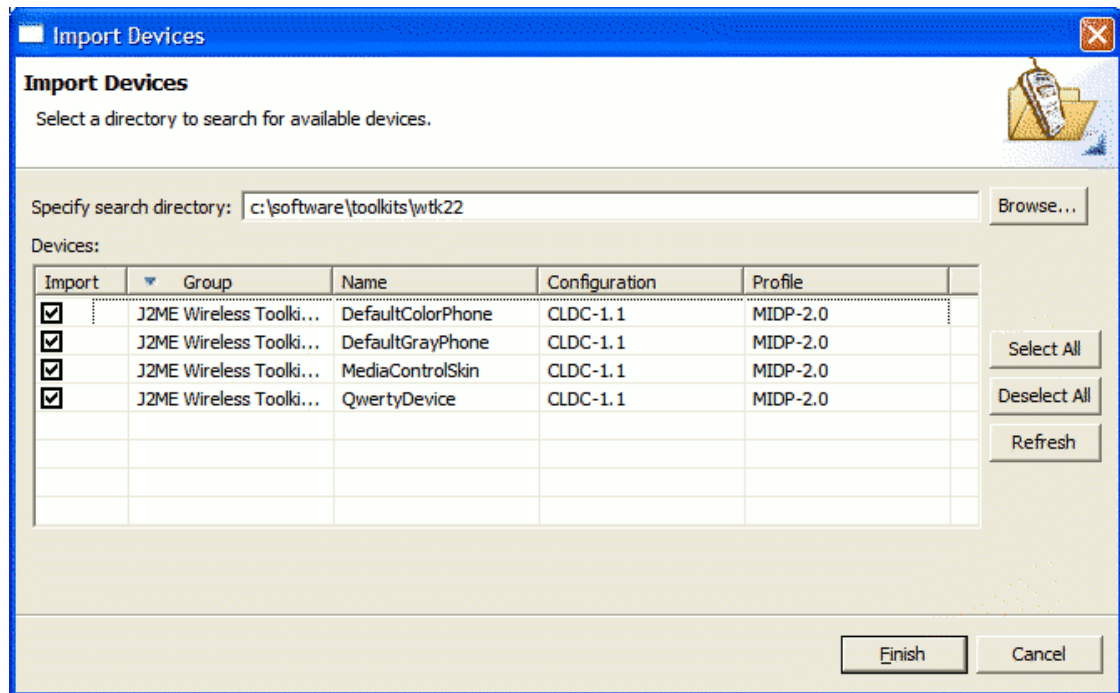 Import Devices
Import Devices
Select a directory to search for available devices.
Specify search directory: c:\software\toolkits\wtk22 Browse...
Devices:
Import Group Name Configuration Profile
J2ME Wireless Toolki... DefaultColorPhone CLDC-1.1 MIDP-2.0
J2ME Wireless Toolki... DefaultGrayPhone CLDC-1.1 MIDP-2.0
J2ME Wireless Toolki... MediaControlSkin CLDC-1.1 MIDP-2.0
J2ME Wireless Toolki... QwertyDevice CLDC-1.1 MIDP-2.0
Select All
Deselect All
Refresh
Finish Cancel